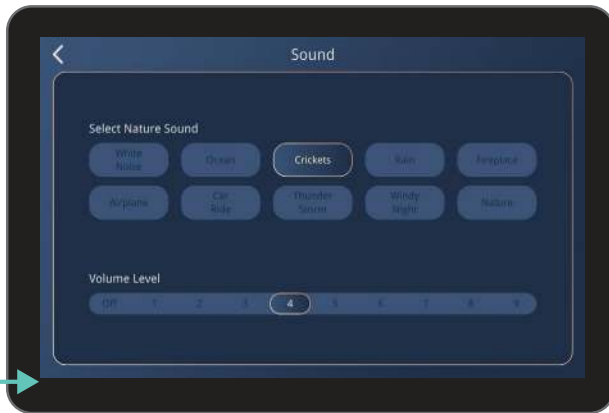 Sound
Select Nature Sound
White
Noise
Ocean
Crickets
Rain
Fireplace
Airplane
Car
Ride
Thunder
Storm
Windy
Night
Nature
Volume Level
Off 1 2 3 4 5 6 7 8 9